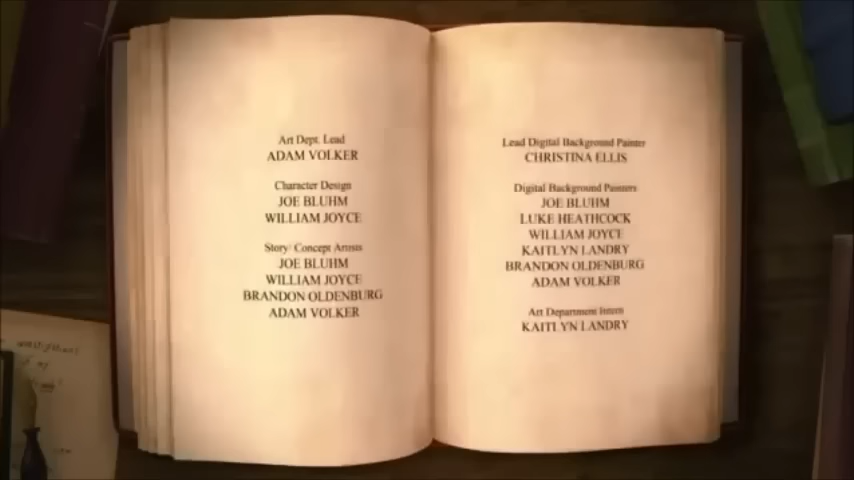 Art Dept. Lead
ADAM VOLKER
Character Design
JOE BLUHM
WILLIAM JOYCE
Story/ Concept Artists
JOE BLUHM
WILLIAM JOYCE
BRANDON OLDENBURG
ADAM VOLKER
Lead Digital Background Painter
CHRISTINA ELLIS
Digital Background Painters
JOE BLUHM
LUKE HEATHCOCK
WILLIAM JOYCE
KAITLYN LANDRY
BRANDON OLDENBURG
ADAM VOLKER
Art Department Intern
KAITLYN LANDRY